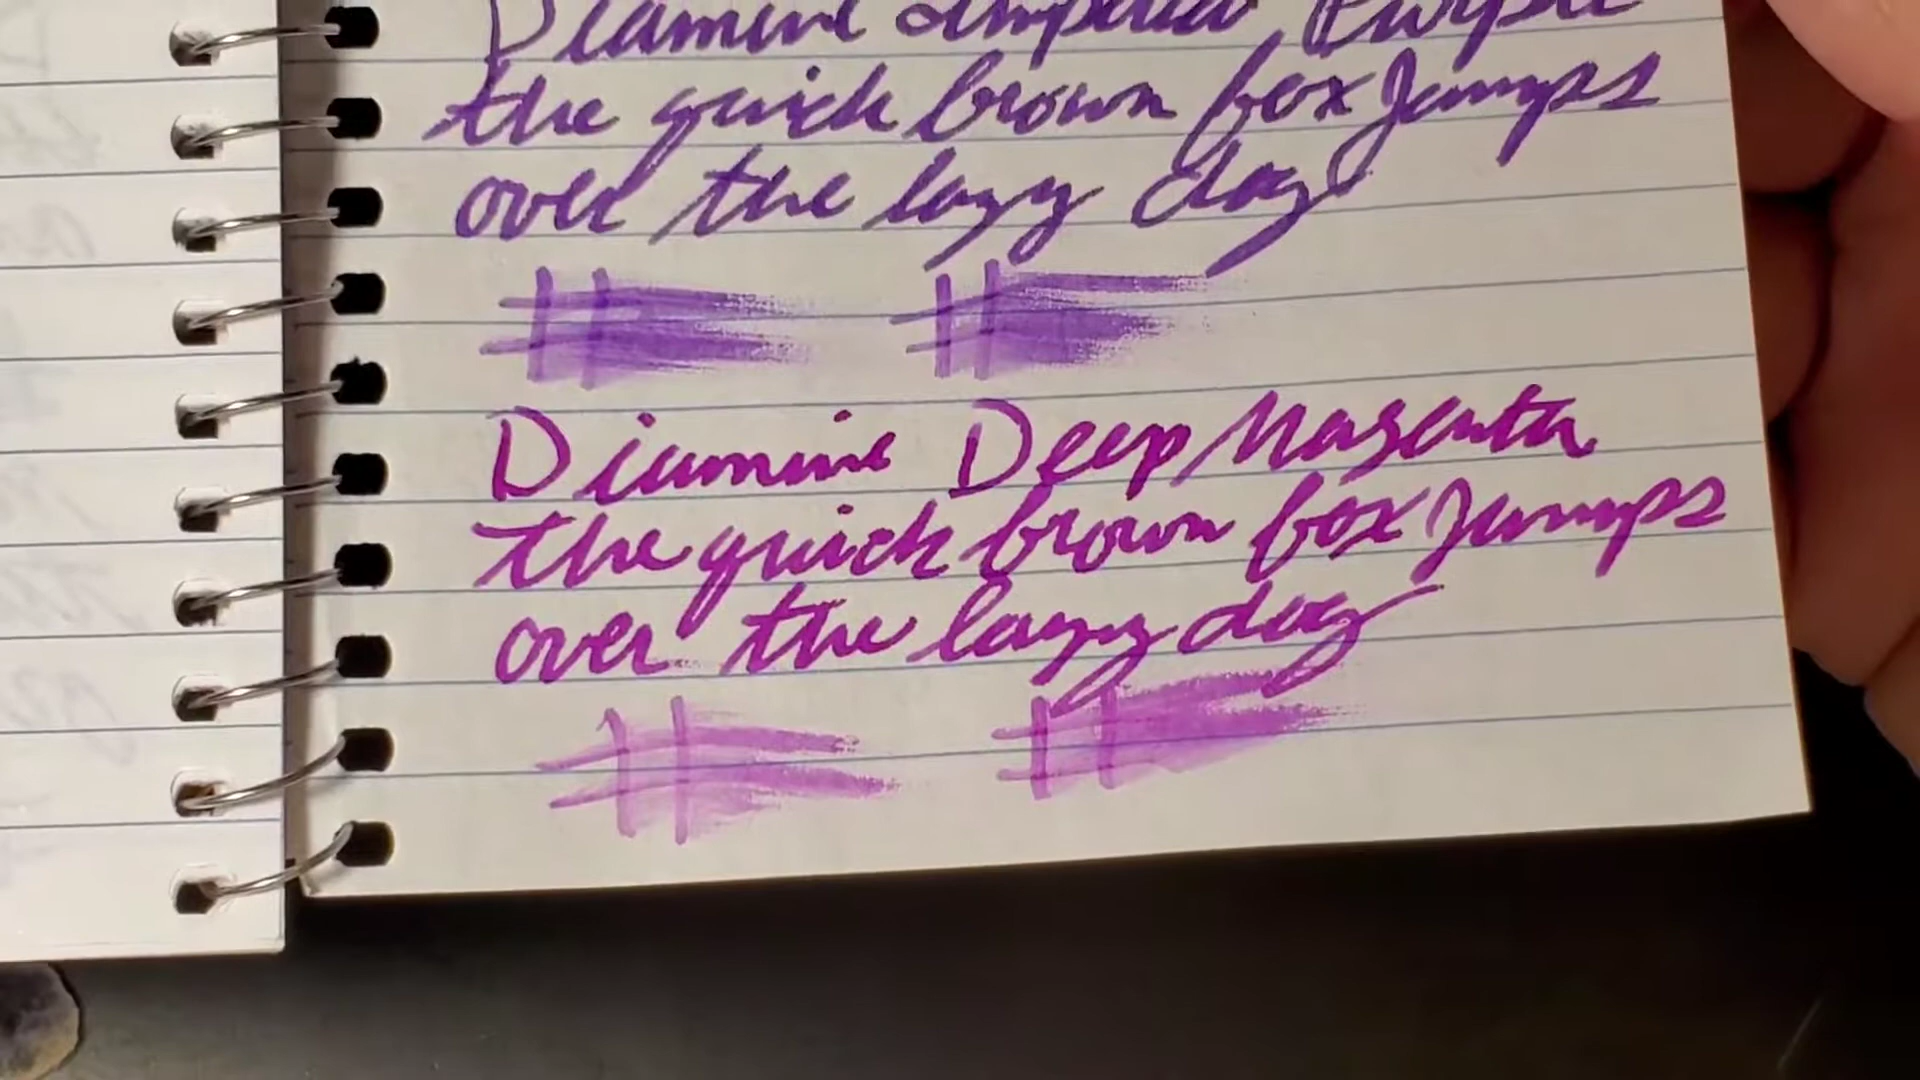 Diamine Imperial Purple
the quick brown fox Jumps
over the lazy dog
Diamine Deep Magenta
the quick brown fox Jumps
over the lazy dog